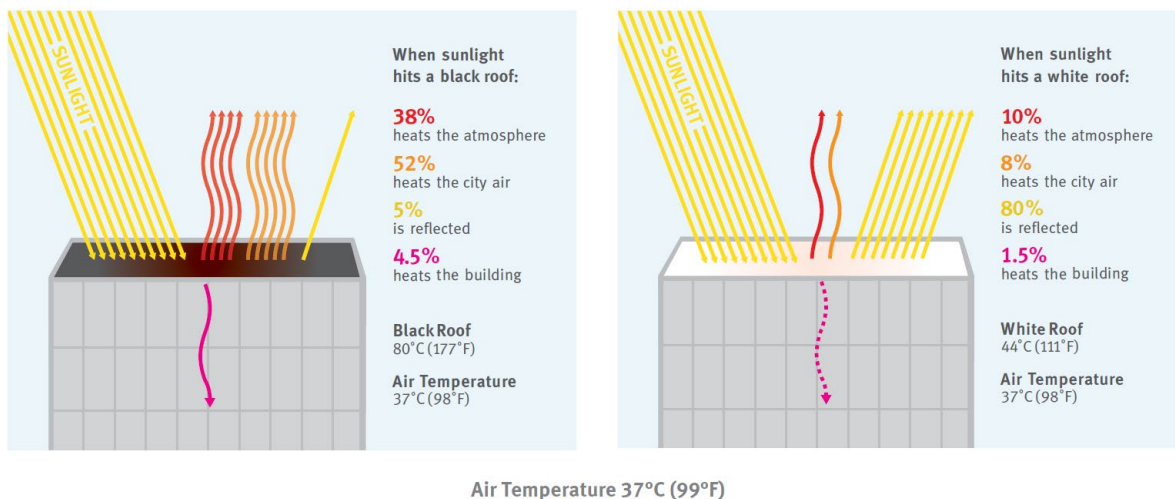 SUNLIGHT
When sunlight
hits a black roof:
38%
heats the atmosphere
52%
heats the city air
5%
is reflected
4.5%
heats the building
Black Roof
80°C (177°F)
Air Temperature
37°C (98°F)
SUNLIGHT
When sunlight
hits a white roof:
10%
heats the atmosphere
8%
heats the city air
80%
is reflected
1.5%
heats the building
White Roof
44°C (111°F)
Air Temperature
37°C (98°F)
Air Temperature 37°C (99°F)